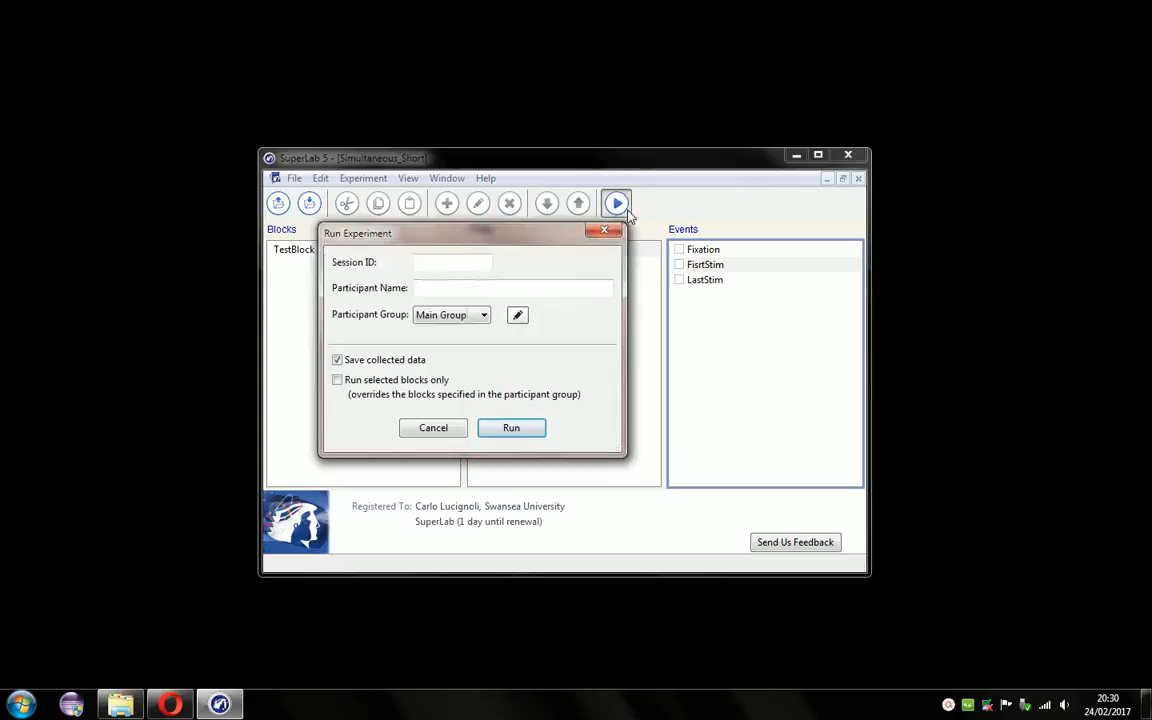 SuperLab 5 - [Simultaneous_Short]
File Edit Experiment View Window Help
Blocks
Events
TestBlock
Fixation
FisrtStim
LastStim
Run Experiment
Session ID:
Participant Name:
Participant Group: Main Group
Save collected data
Run selected blocks only
(overrides the blocks specified in the participant group)
Cancel Run
Registered To: Carlo Lucignoli, Swansea University
SuperLab (1 day until renewal)
Send Us Feedback
20:30
24/02/2017